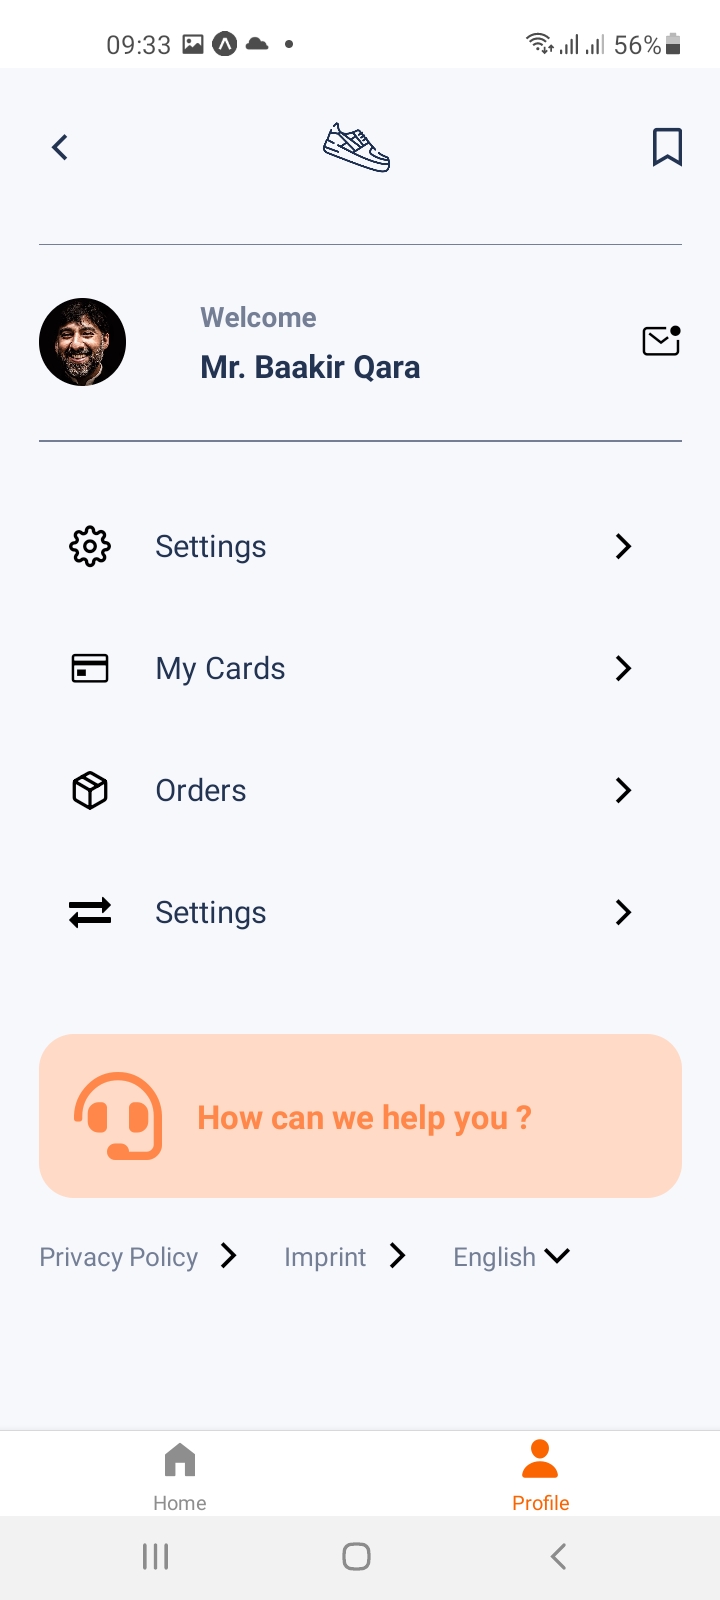 09:33 56%
Welcome
Mr. Baakir Qara
Settings
My Cards
Orders
Settings
How can we help you ?
Privacy Policy Imprint English
Home Profile